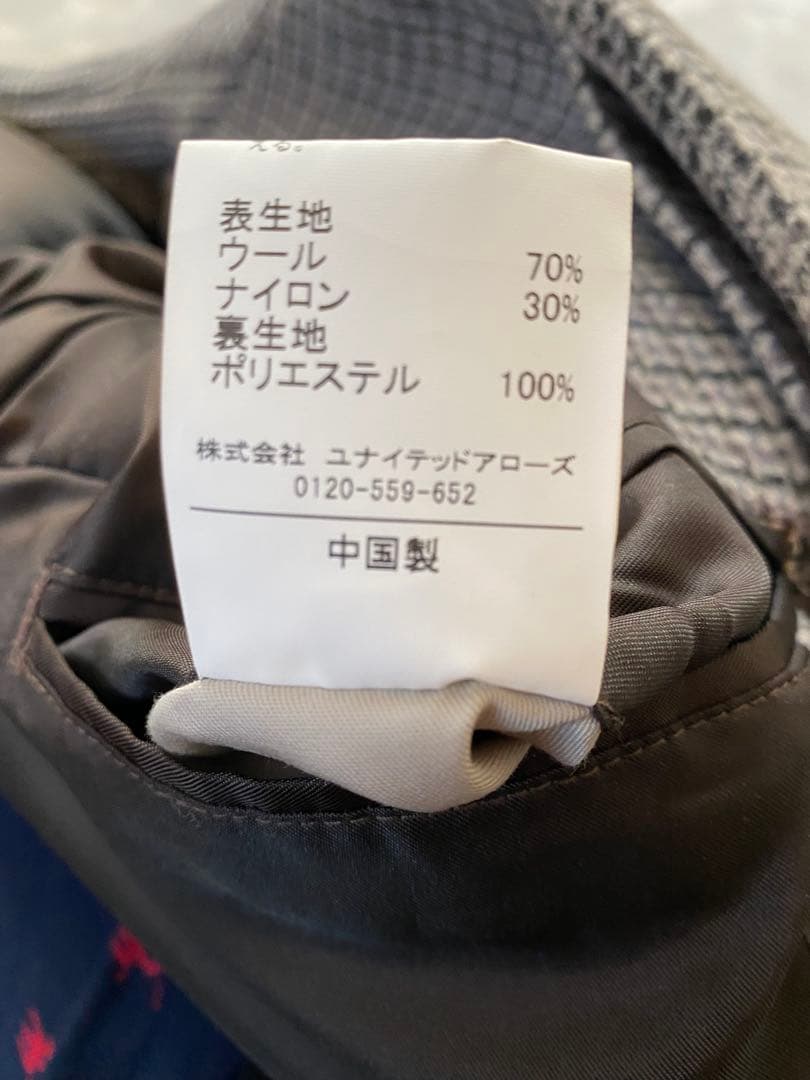 える。
表生地
ウール 70%
ナイロン 30%
裏生地
ポリエステル 100%
株式会社 ユナイテッドアローズ
0120-559-652
中国製